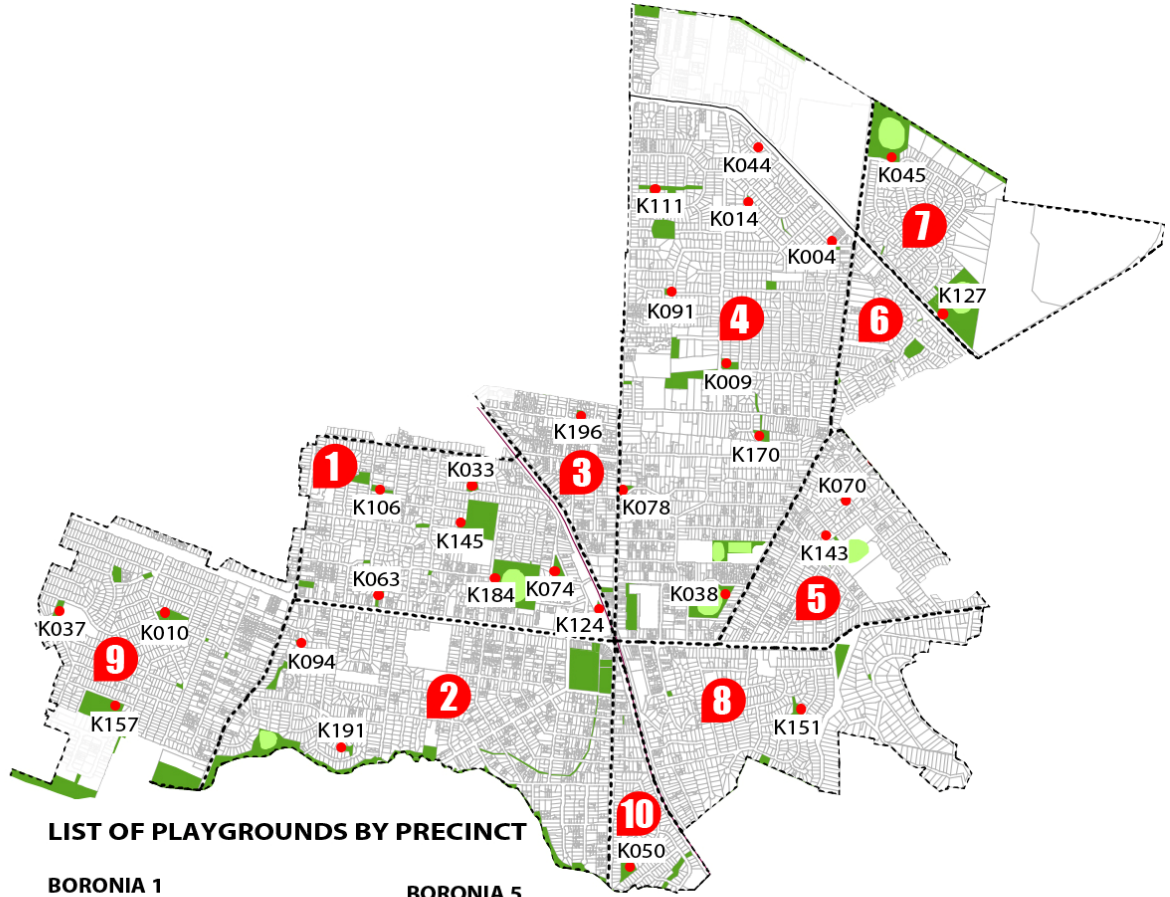 K044
K045
K111
K014
7
K004
K127
K091
4
6
K009
K196
K170
1
K033
3
K070
K106
K078
K145
K143
K063
K184
K074
K038
5
K124
K037
K010
K094
9
2
8
K157
K191
K151
10
LIST OF PLAYGROUNDS BY PRECINCT
K050
BORONIA 1
BORONIA 5